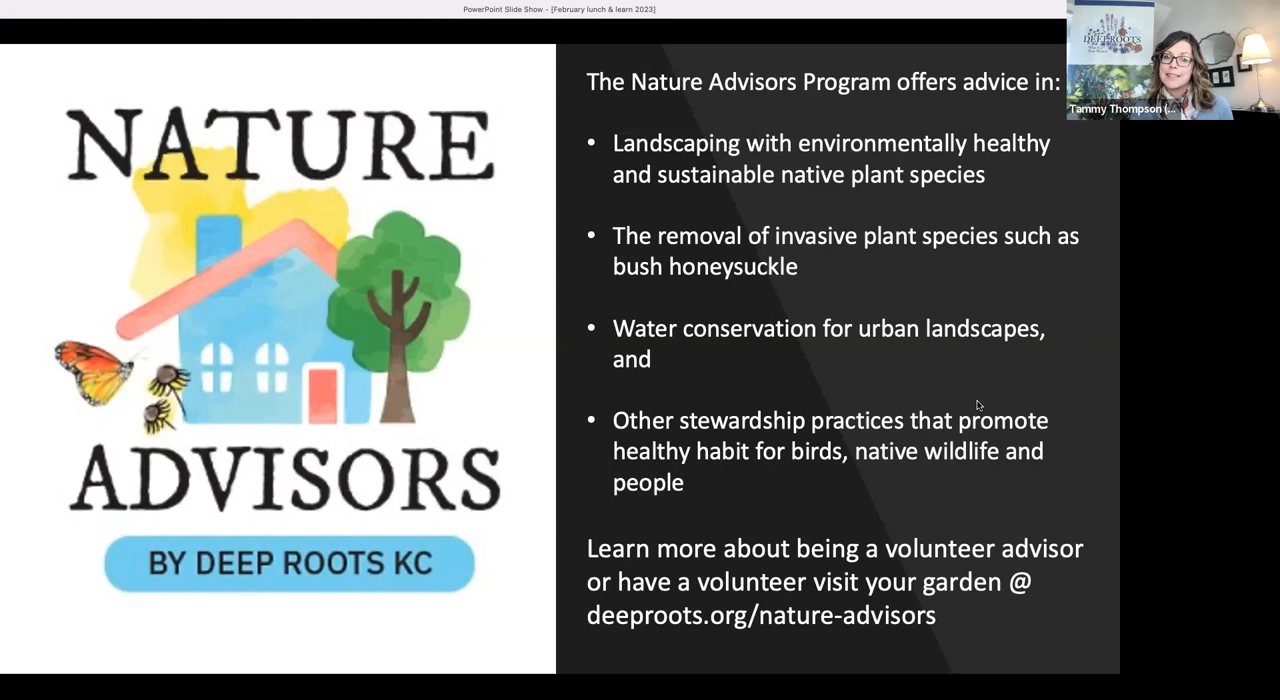 PowerPoint Slide Show - [February lunch & learn 2023]
DEEP ROOTS
Tammy Thompson (...
NATURE
ADVISORS
BY DEEP ROOTS KC
The Nature Advisors Program offers advice in:
• Landscaping with environmentally healthy
and sustainable native plant species
• The removal of invasive plant species such as
bush honeysuckle
• Water conservation for urban landscapes,
and
• Other stewardship practices that promote
healthy habit for birds, native wildlife and
people
Learn more about being a volunteer advisor
or have a volunteer visit your garden @
deeproots.org/nature-advisors